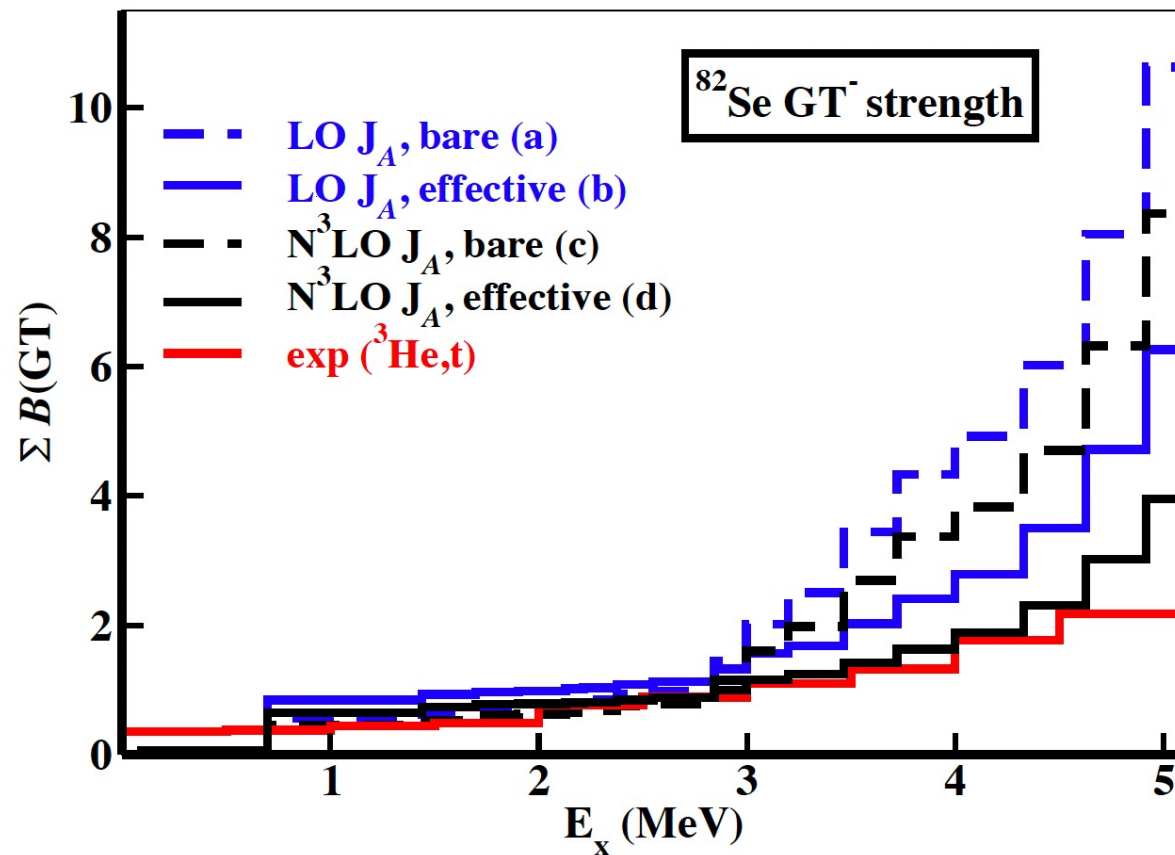 ⁸²Se GT⁻ strength
LO J_A, bare (a)
LO J_A, effective (b)
N³LO J_A, bare (c)
N³LO J_A, effective (d)
exp (³He,t)
Σ B(GT)
10
8
6
4
2
0
1 2 3 4 5
E_x (MeV)